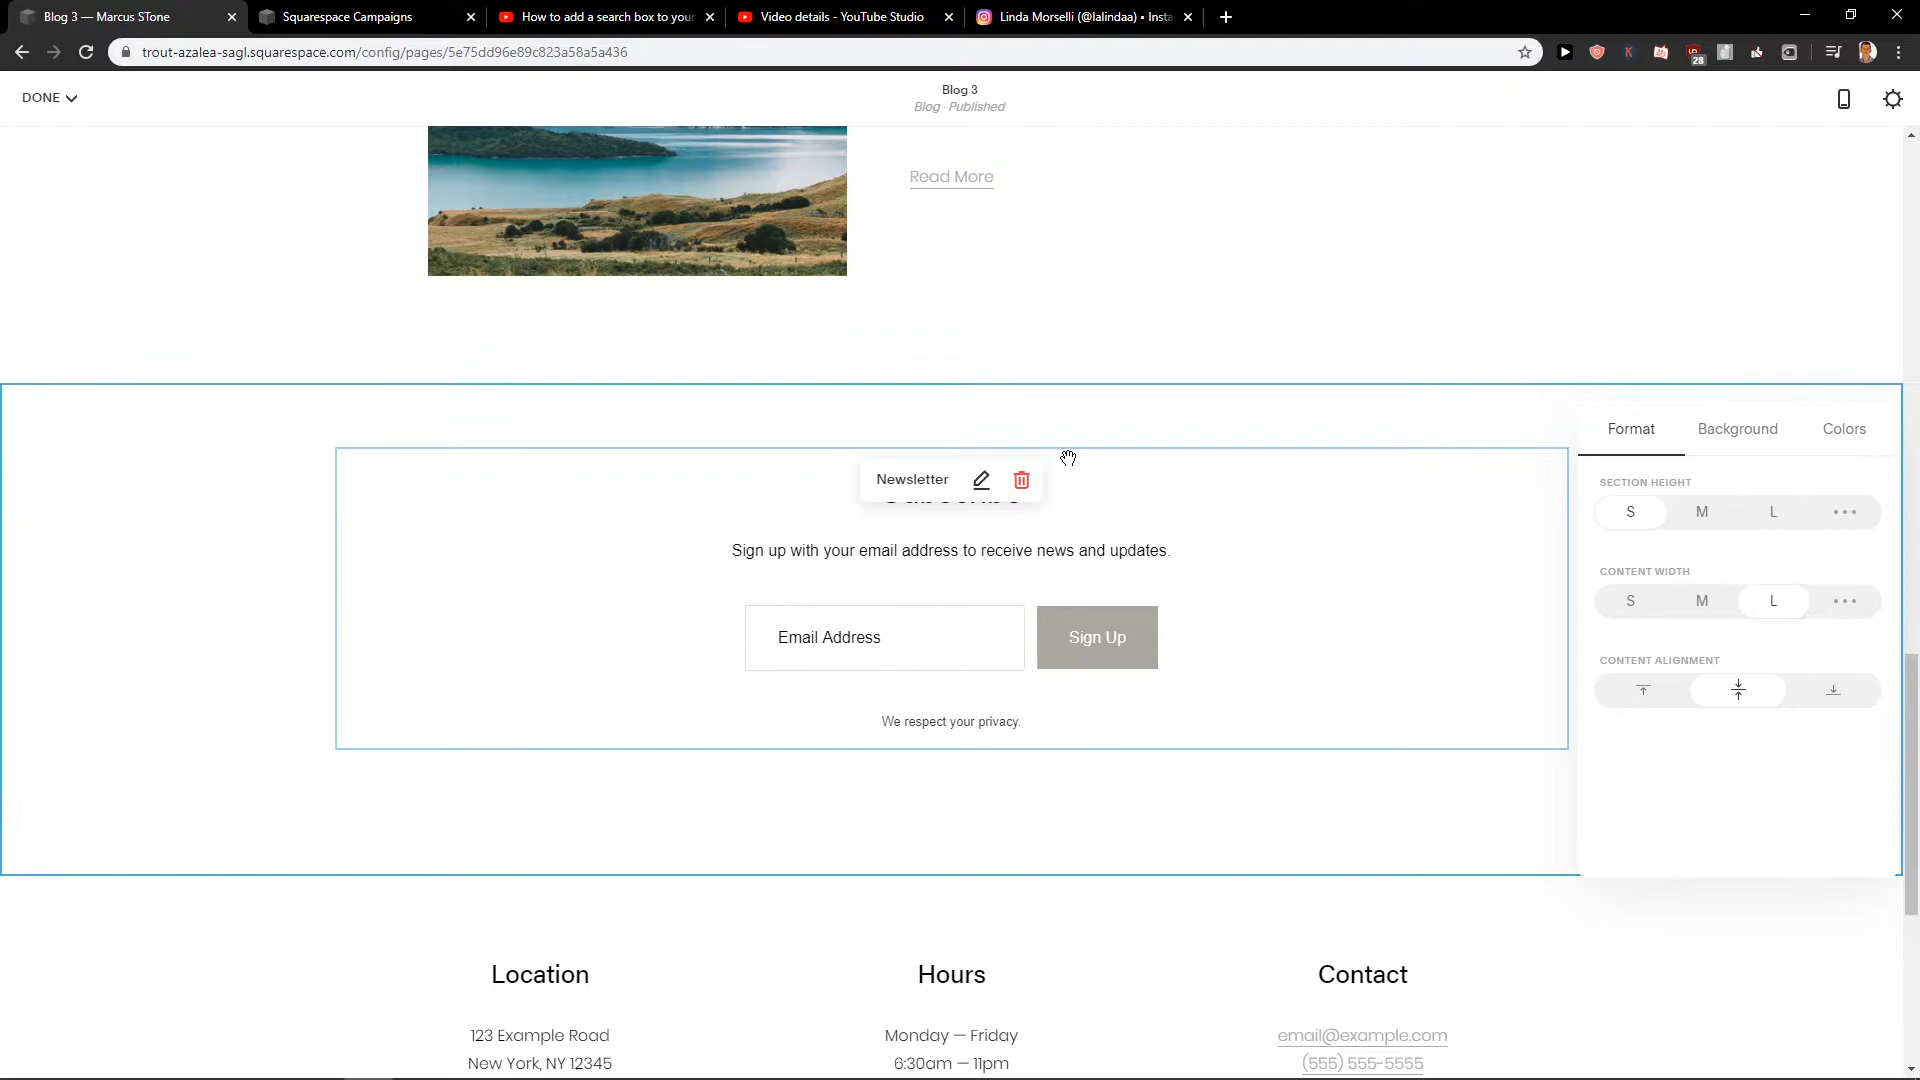 Blog 3 — Marcus STone
Squarespace Campaigns
How to add a search box to your
Video details - YouTube Studio
Linda Morselli (@lalindaa) • Insta
trout-azalea-sagl.squarespace.com/config/pages/5e75dd96e89c823a58a5a436
K
28
DONE
Blog 3
Blog · Published
Read More
Newsletter
Sign up with your email address to receive news and updates.
Email Address
Sign Up
We respect your privacy.
Format
Background
Colors
SECTION HEIGHT
S M L
CONTENT WIDTH
S M L
CONTENT ALIGNMENT
Location
123 Example Road
New York, NY 12345
Hours
Monday — Friday
6:30am — 11pm
Contact
email@example.com
(555) 555-5555